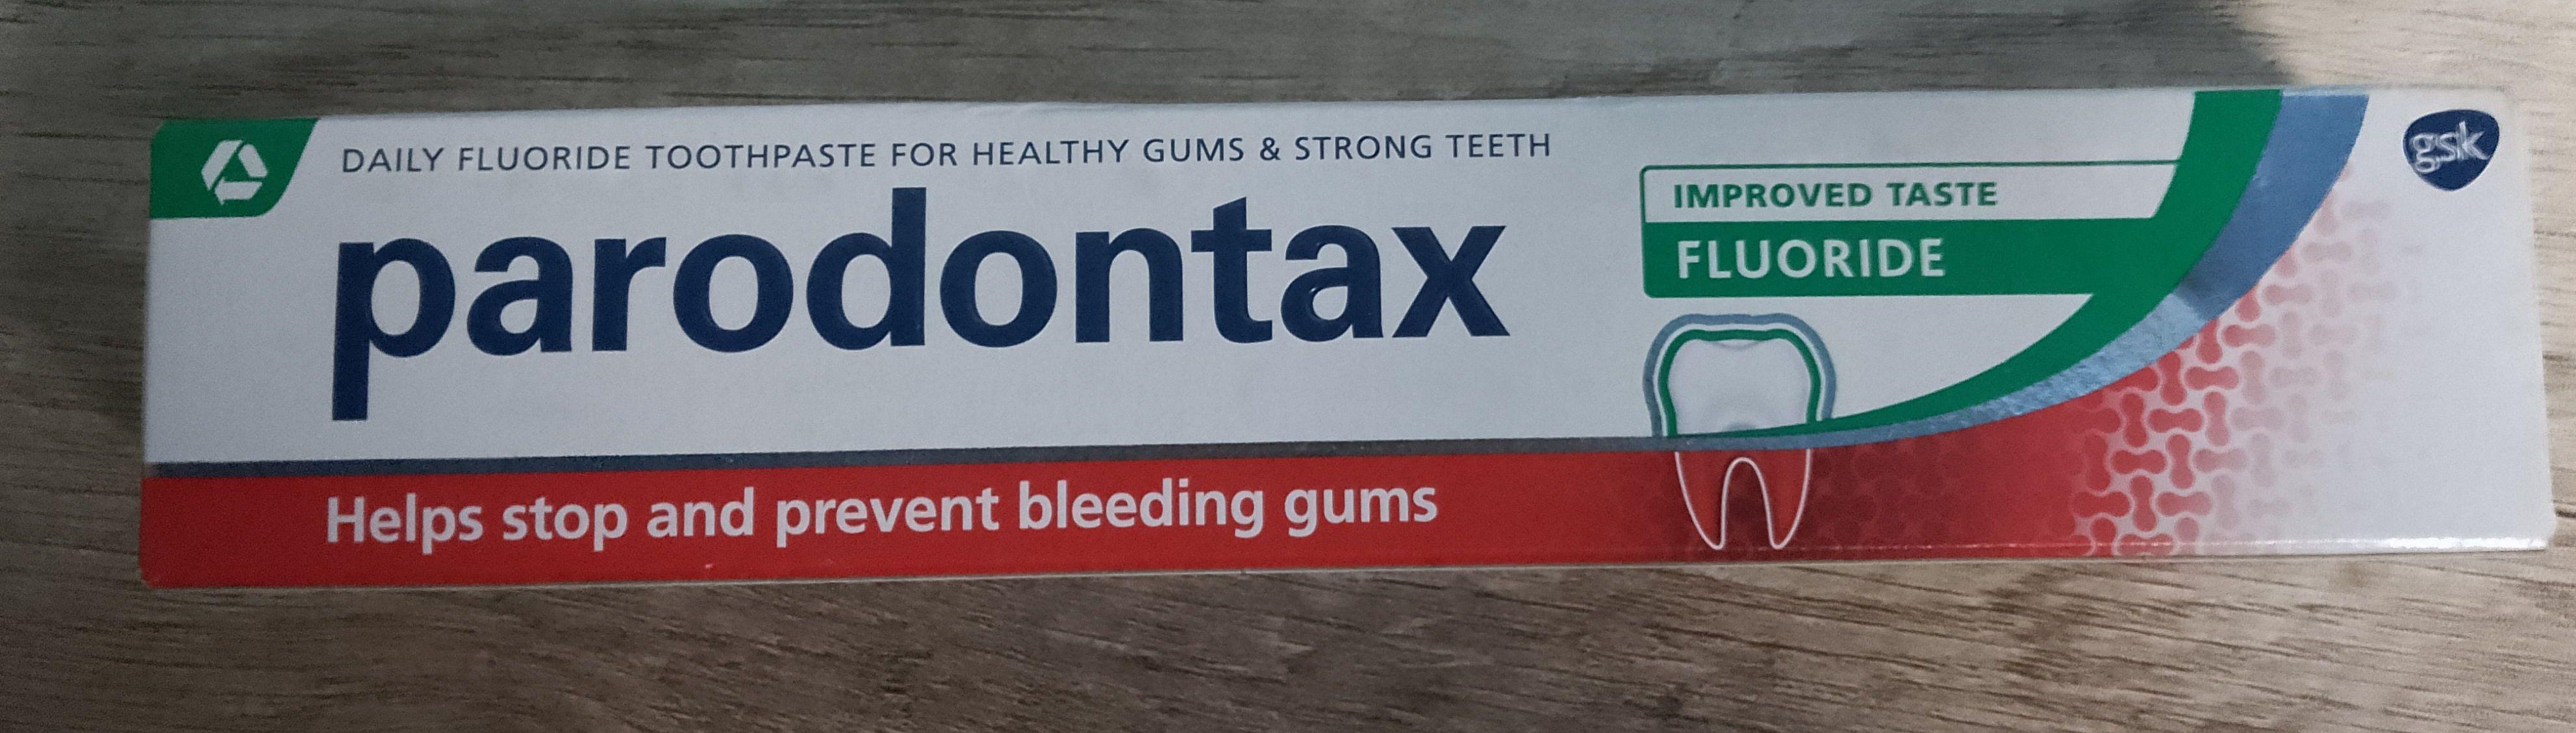 DAILY FLUORIDE TOOTHPASTE FOR HEALTHY GUMS & STRONG TEETH
parodontax
IMPROVED TASTE
FLUORIDE
gsk
Helps stop and prevent bleeding gums